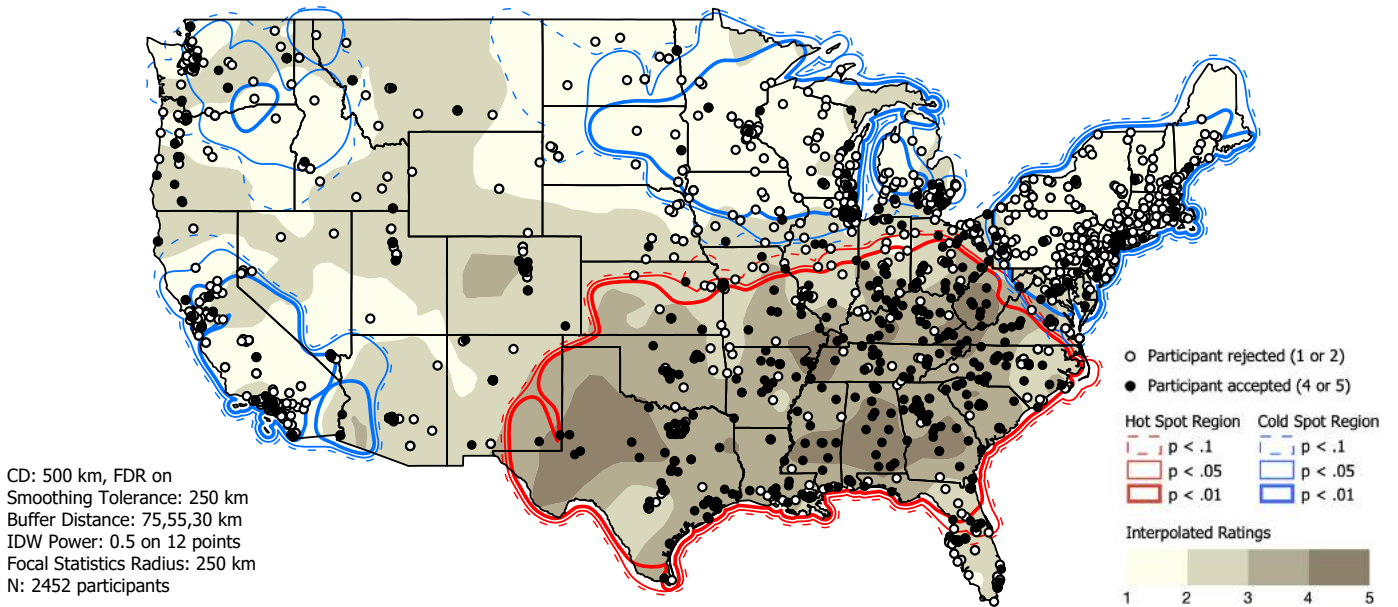 Participant rejected (1 or 2)
Participant accepted (4 or 5)
Hot Spot Region Cold Spot Region
p < .1 p < .1
p < .05 p < .05
p < .01 p < .01
CD: 500 km, FDR on
Smoothing Tolerance: 250 km
Buffer Distance: 75,55,30 km
IDW Power: 0.5 on 12 points
Focal Statistics Radius: 250 km
N: 2452 participants
Interpolated Ratings
1 2 3 4 5